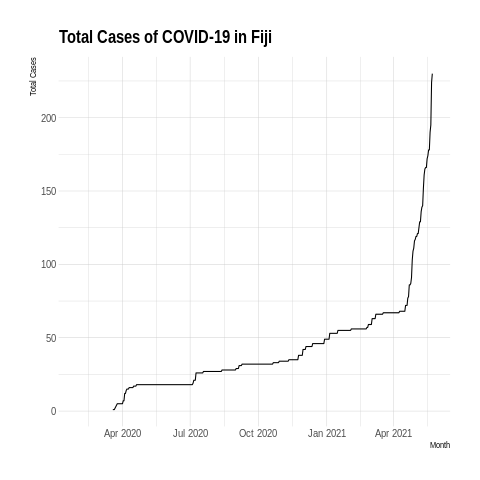 Total Cases of COVID-19 in Fiji
Total Cases
200
150
100
50
0
Apr 2020 Jul 2020 Oct 2020 Jan 2021 Apr 2021
Month